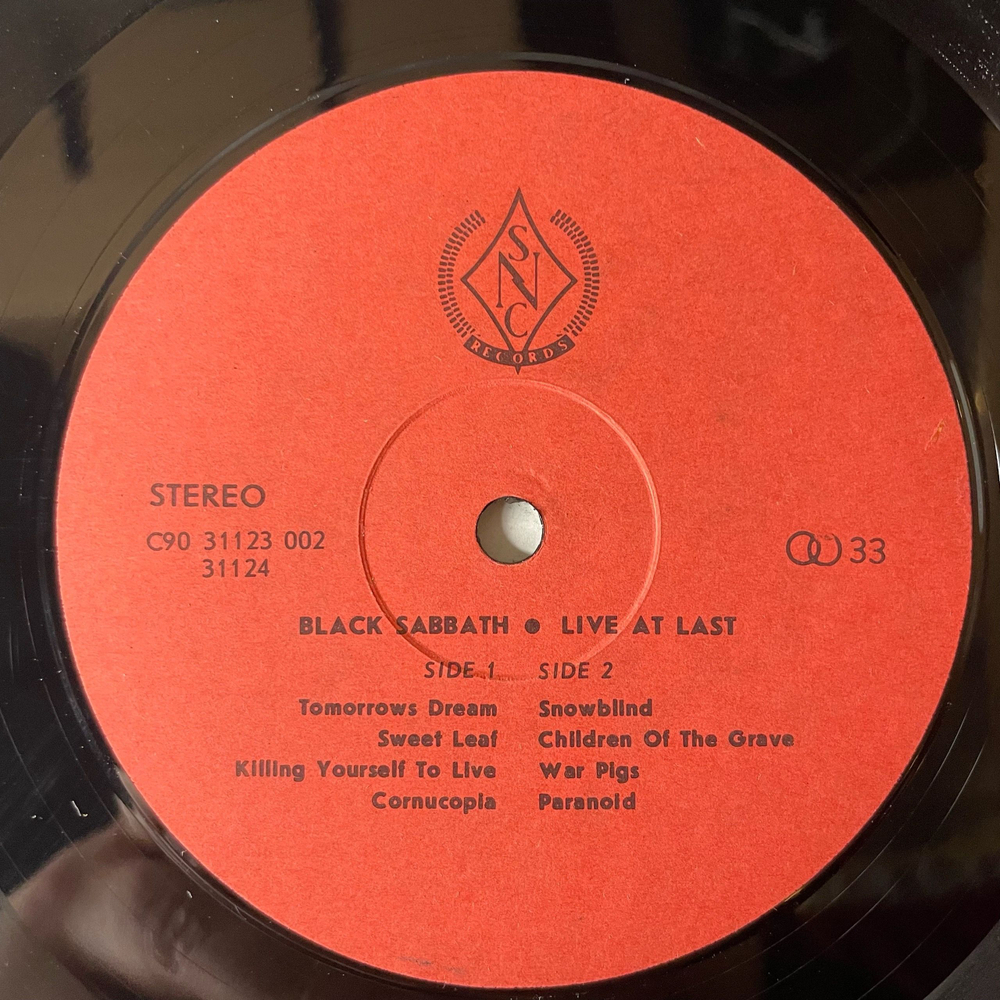 S
N
C
RECORDS
STEREO
C90 31123 002
31124
33
BLACK SABBATH ● LIVE AT LAST
SIDE 1 SIDE 2
Tomorrows Dream Snowblind
Sweet Leaf Children Of The Grave
Killing Yourself To Live War Pigs
Cornucopia Paranoid